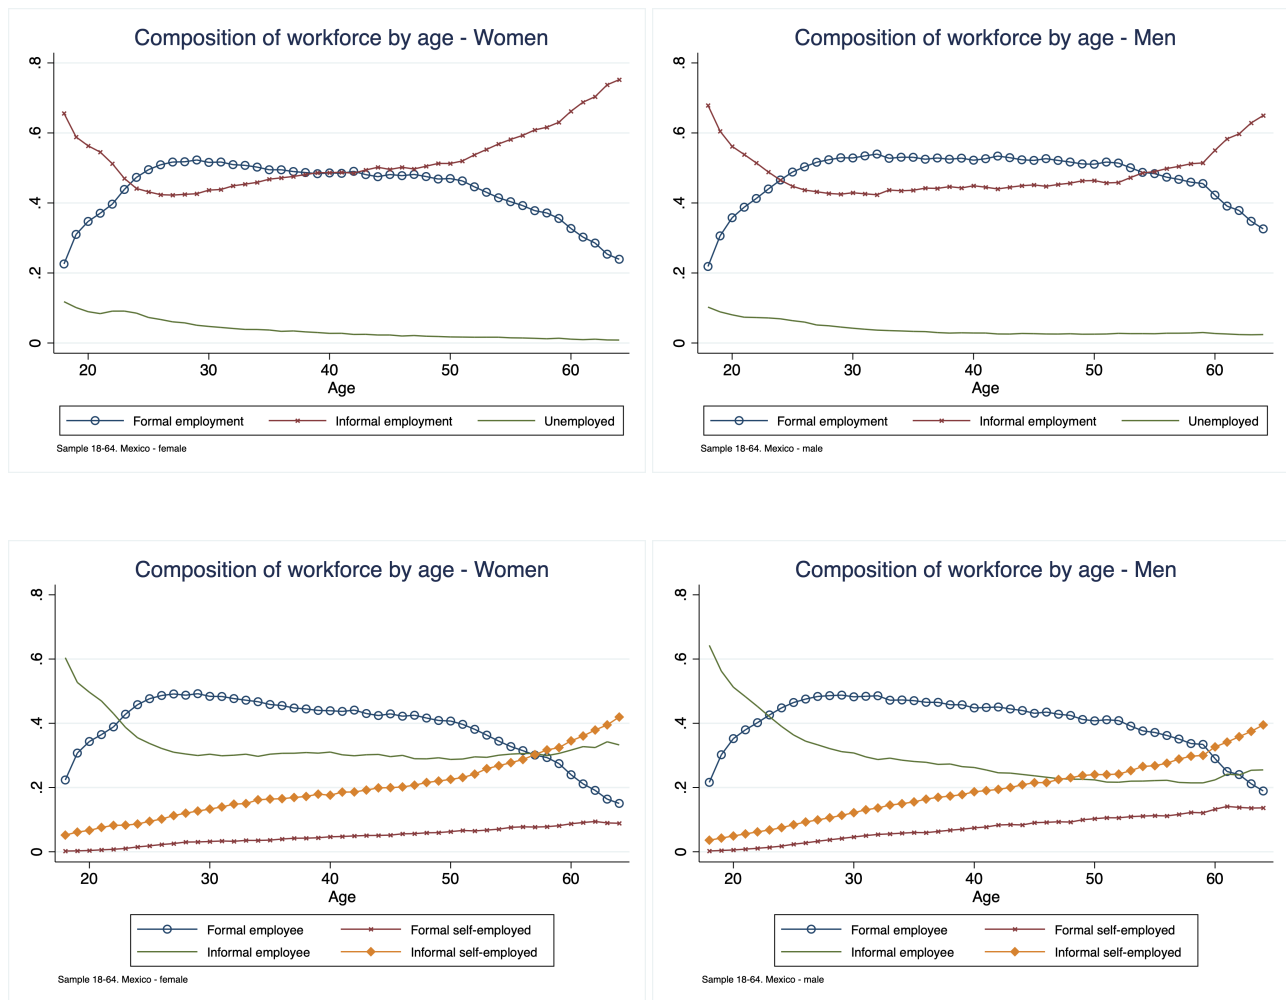 Composition of workforce by age - Women
.8
.6
.4
.2
0
20 30 40 50 60
Age
Formal employment Informal employment Unemployed
Sample 18-64. Mexico - female
Composition of workforce by age - Men
.8
.6
.4
.2
0
20 30 40 50 60
Age
Formal employment Informal employment Unemployed
Sample 18-64. Mexico - male
Composition of workforce by age - Women
.8
.6
.4
.2
0
20 30 40 50 60
Age
Formal employee Formal self-employed
Informal employee Informal self-employed
Sample 18-64. Mexico - female
Composition of workforce by age - Men
.8
.6
.4
.2
0
20 30 40 50 60
Age
Formal employee Formal self-employed
Informal employee Informal self-employed
Sample 18-64. Mexico - male